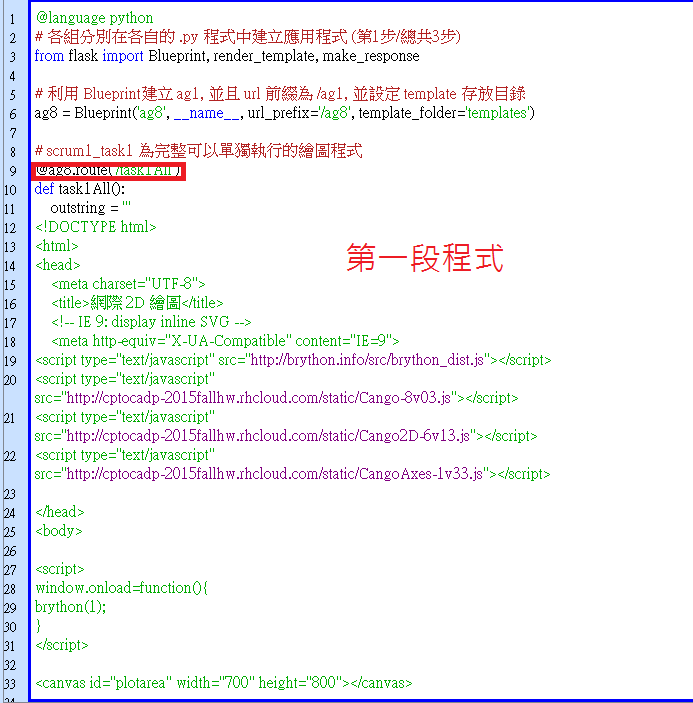 1 @language python
2 # 各組分別在各自的 .py 程式中建立應用程式 (第1步/總共3步)
3 from flask import Blueprint, render_template, make_response
4
5 # 利用 Blueprint建立 ag1, 並且 url 前綴為 /ag1, 並設定 template 存放目錄
6 ag8 = Blueprint('ag8', __name__, url_prefix='/ag8', template_folder='templates')
7
8 # scrum1_task1 為完整可以單獨執行的繪圖程式
9 @ag8.route('/task1All')
10 def task1All():
11 outstring = '''
12 <!DOCTYPE html>
13 <html>
14 <head>
15 <meta charset="UTF-8">
16 <title>網際 2D 繪圖</title>
17 <!-- IE 9: display inline SVG -->
18 <meta http-equiv="X-UA-Compatible" content="IE=9">
19 <script type="text/javascript" src="http://brython.info/src/brython_dist.js"></script>
20 <script type="text/javascript"
src="http://cptocadp-2015fallhw.rhcloud.com/static/Cango-8v03.js"></script>
21 <script type="text/javascript"
src="http://cptocadp-2015fallhw.rhcloud.com/static/Cango2D-6v13.js"></script>
22 <script type="text/javascript"
src="http://cptocadp-2015fallhw.rhcloud.com/static/CangoAxes-1v33.js"></script>
23
24 </head>
25 <body>
26
27 <script>
28 window.onload=function(){
29 brython(1);
30 }
31 </script>
32
33 <canvas id="plotarea" width="700" height="800"></canvas>
第一段程式